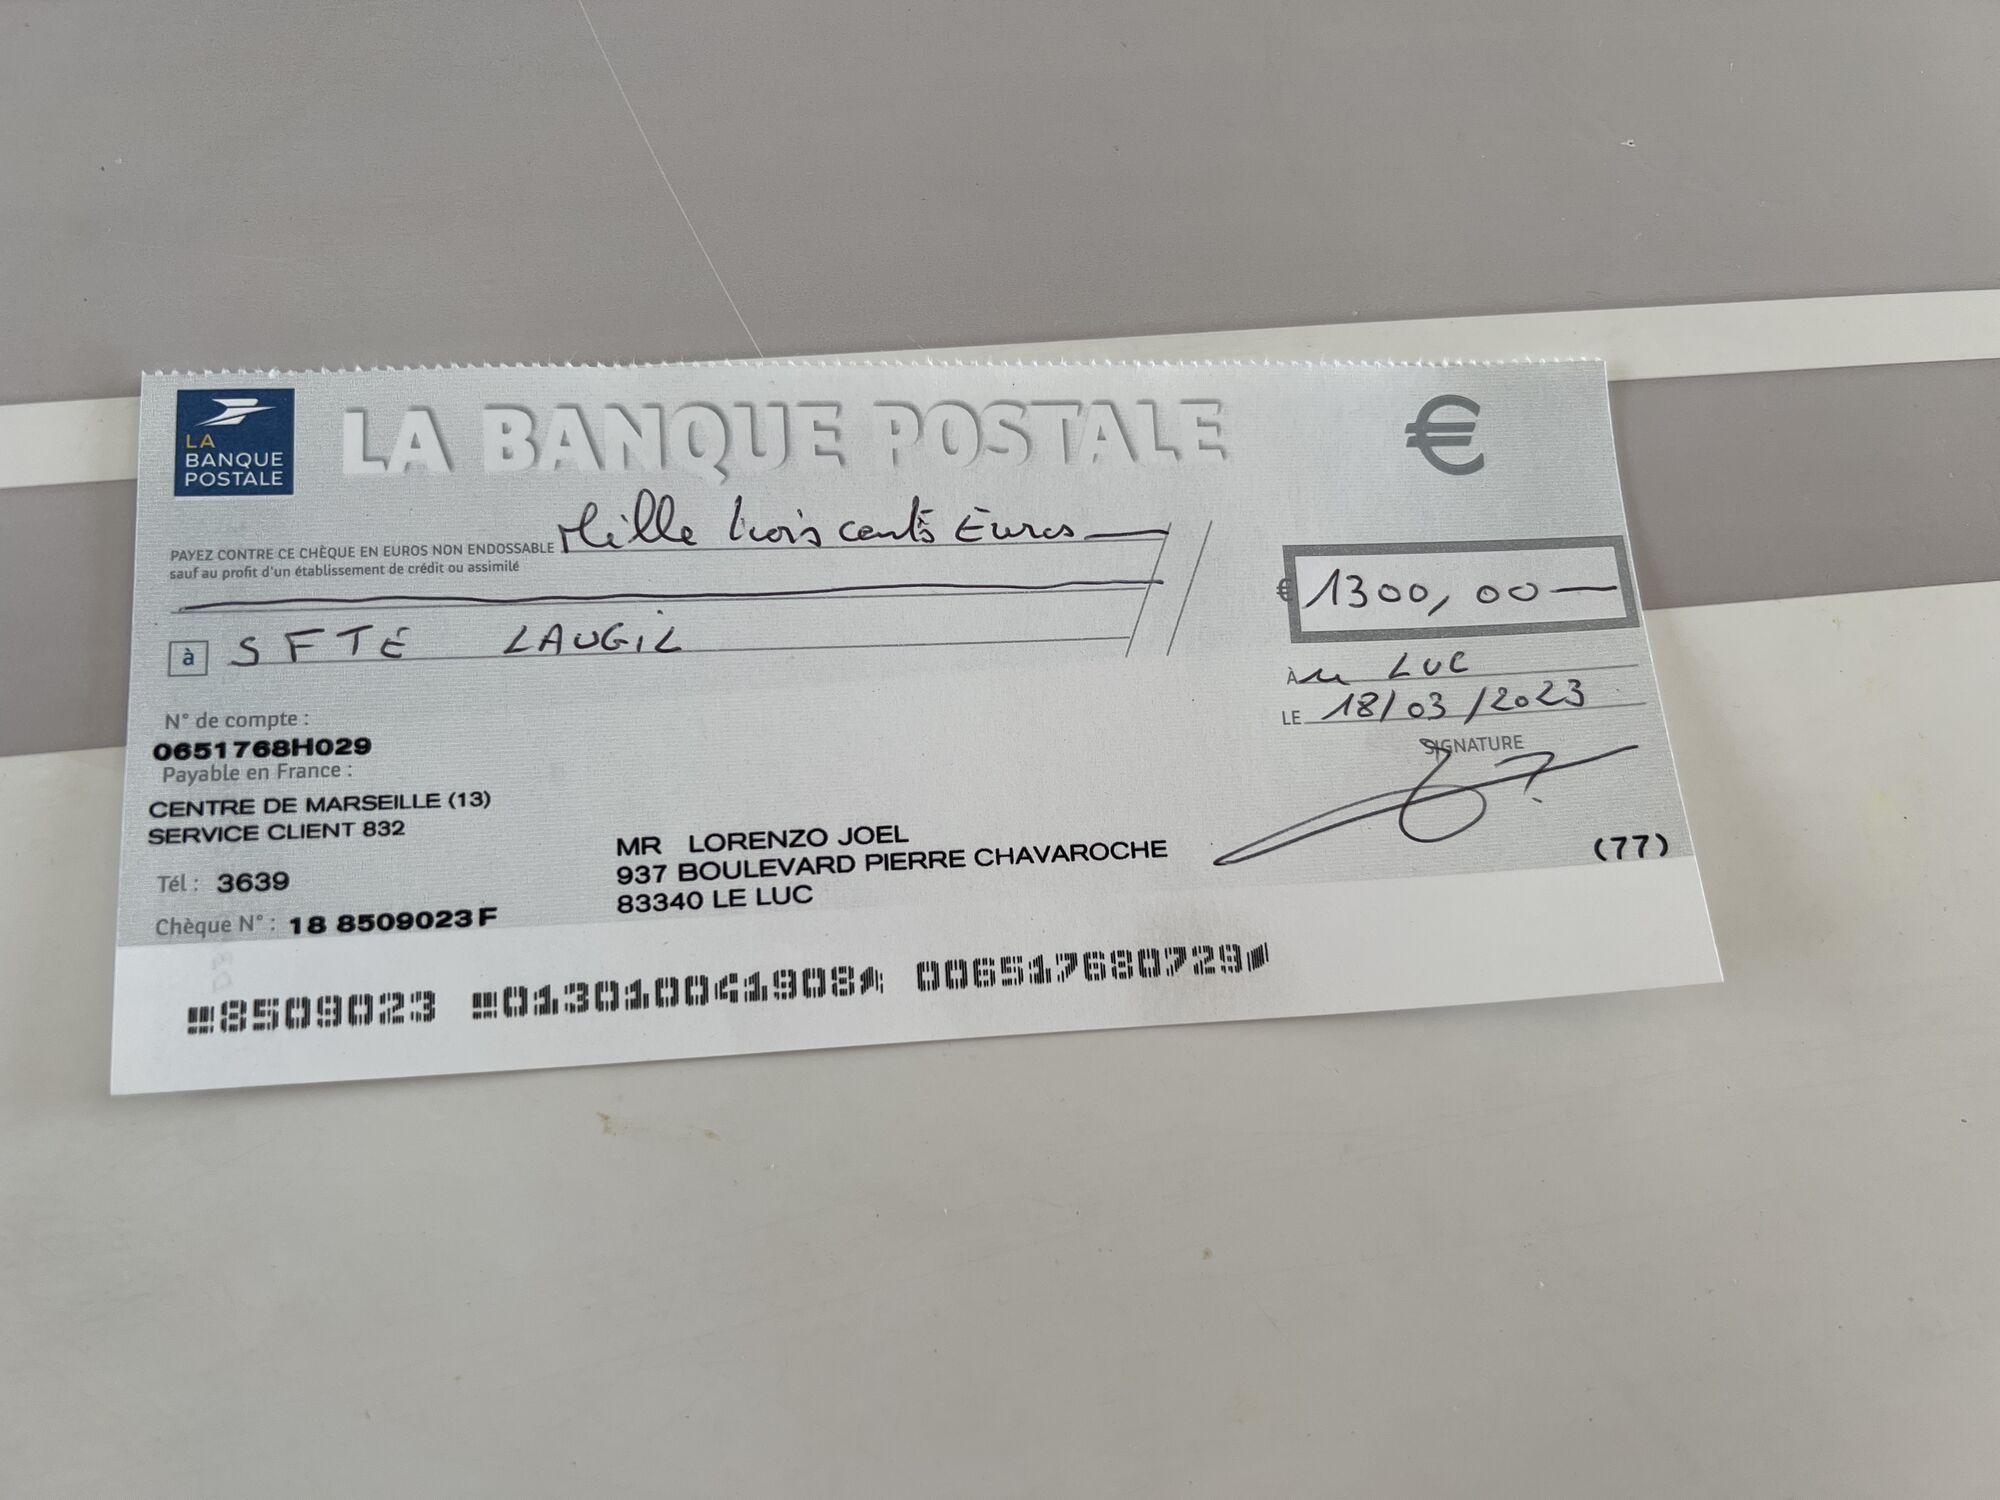 LA
BANQUE
POSTALE
LA BANQUE POSTALE
€
PAYEZ CONTRE CE CHÈQUE EN EUROS NON ENDOSSABLE Mille trois cents Euros
sauf au profit d'un établissement de crédit ou assimilé
€ 1300,00
à SFTE LAUGIL
À LUC
LE 18/03/2023
SIGNATURE
N° de compte :
0651768H029
Payable en France :
CENTRE DE MARSEILLE (13)
SERVICE CLIENT 832
Tél : 3639
Chèque N° : 18 8509023F
MR LORENZO JOEL
937 BOULEVARD PIERRE CHAVAROCHE
83340 LE LUC
(77)
8509023 013010041908 006517680729